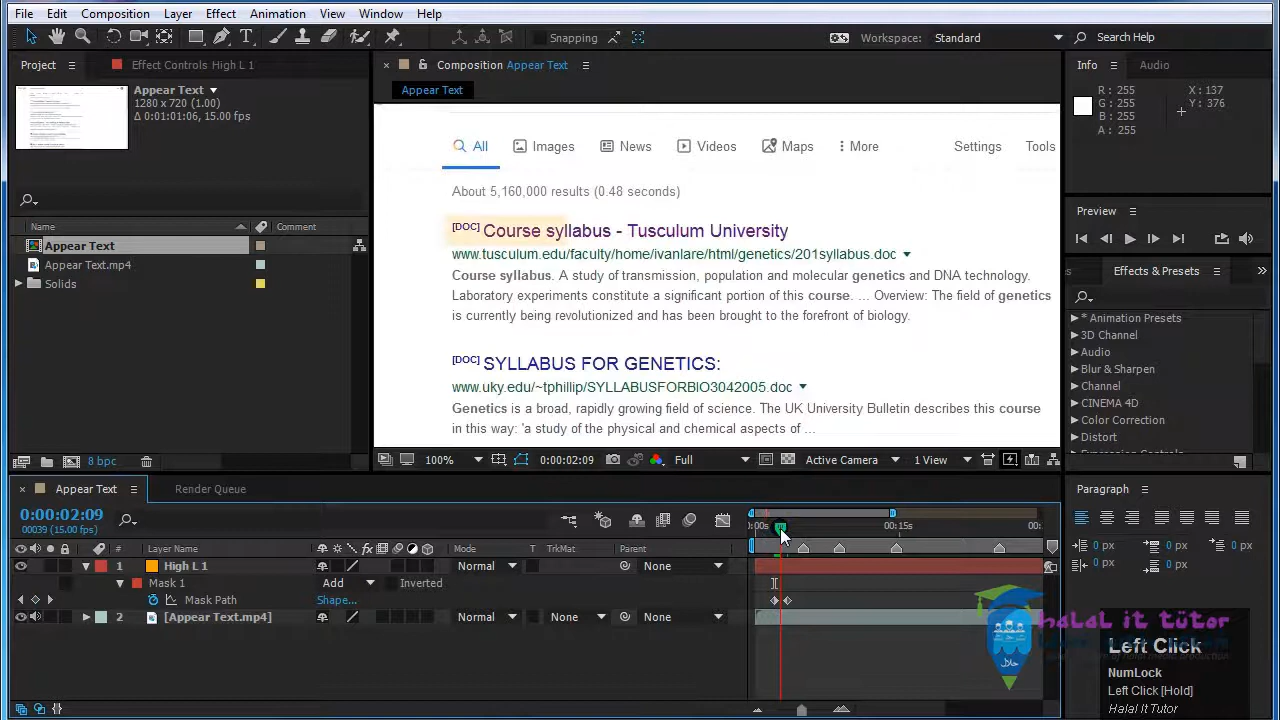 File Edit Composition Layer Effect Animation View Window Help
Snapping Workspace: Standard Search Help
Project Effect Controls High L 1 Composition Appear Text Info Audio
Appear Text
1280 x 720 (1.00)
Appear Text
R: 255 X: 137
G: 255 Y: 376
B: 255
A: 255
All Images News Videos Maps More Settings Tools
About 5,160,000 results (0.48 seconds)
[DOC] Course syllabus - Tusculum University
www.tusculum.edu/faculty/home/ivanlare/html/genetics/201syllabus.doc
Course syllabus. A study of transmission, population and molecular genetics and DNA technology.
Laboratory experiments constitute a significant portion of this course. ... Overview: The field of genetics
is currently being revolutionized and has been brought to the forefront of biology.
[DOC] SYLLABUS FOR GENETICS:
www.uky.edu/~tphillip/SYLLABUSFORBIO3042005.doc
Genetics is a broad, rapidly growing field of science. The UK University Bulletin describes this course
in this way: 'a study of the physical and chemical aspects of ...
Name Comment
Appear Text
Appear Text.mp4
Solids
8 bpc
100% 0:00:02:09 Full Active Camera 1 View
Preview
Effects & Presets
* Animation Presets
3D Channel
Audio
Blur & Sharpen
Channel
CINEMA 4D
Color Correction
Distort
Appear Text Render Queue
0:00:02:09
00039 (15.00 fps)
:00s 00:15s 00:
# Layer Name Mode T TrkMat Parent
1 High L 1 Normal None
Mask 1 Add Inverted
Mask Path Shape...
2 [Appear Text.mp4] Normal None None
Paragraph
0 px 0 px 0 px
0 px 0 px
halal it tütor
حلال
Left Click
NumLock
Left Click [Hold]
Halal It Tutor